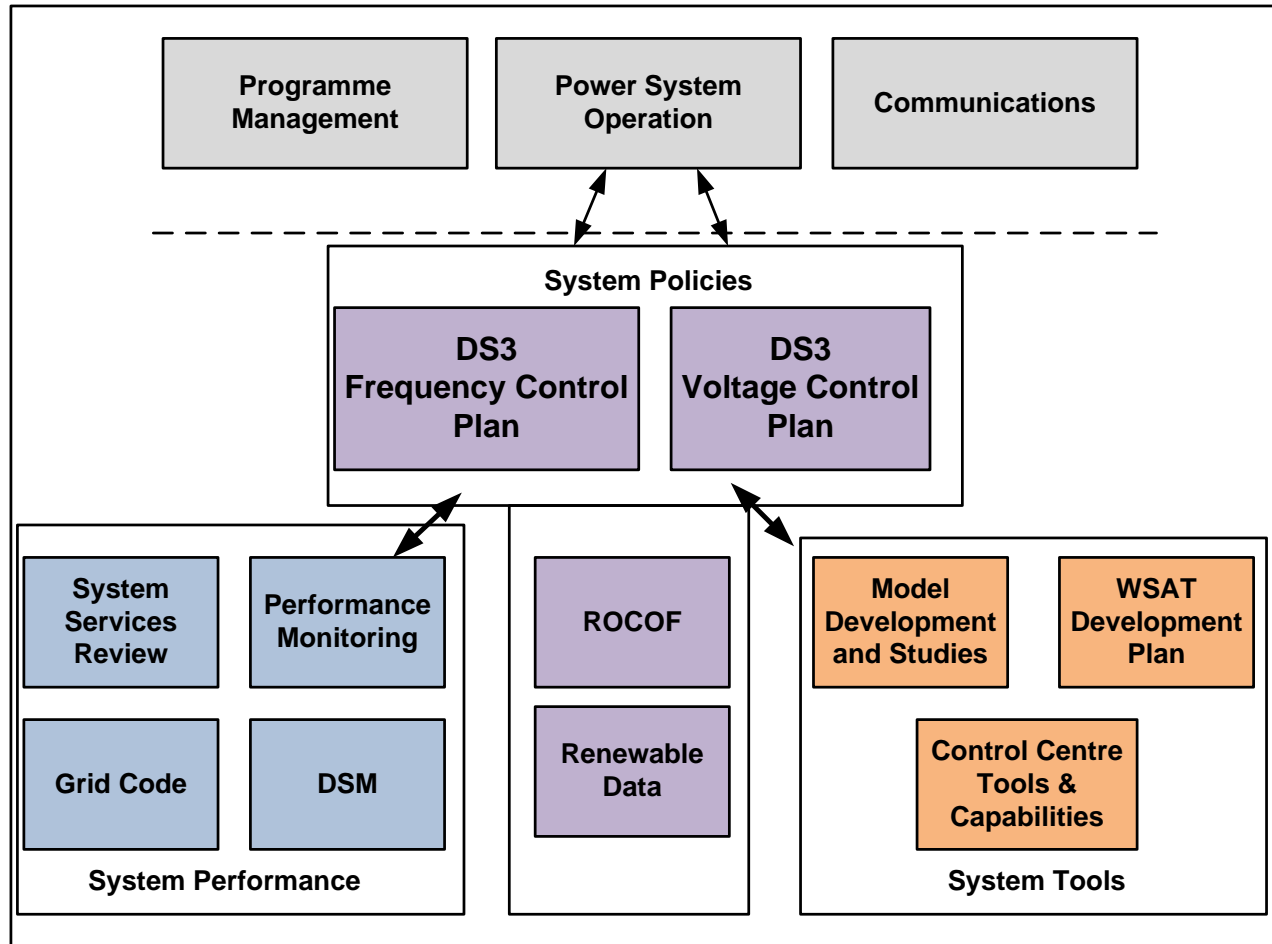 Programme
Management
Power System
Operation
Communications
System Policies
DS3
Frequency Control
Plan
DS3
Voltage Control
Plan
System
Services
Review
Performance
Monitoring
Grid Code
DSM
System Performance
ROCOF
Renewable
Data
Model
Development
and Studies
WSAT
Development
Plan
Control Centre
Tools &
Capabilities
System Tools